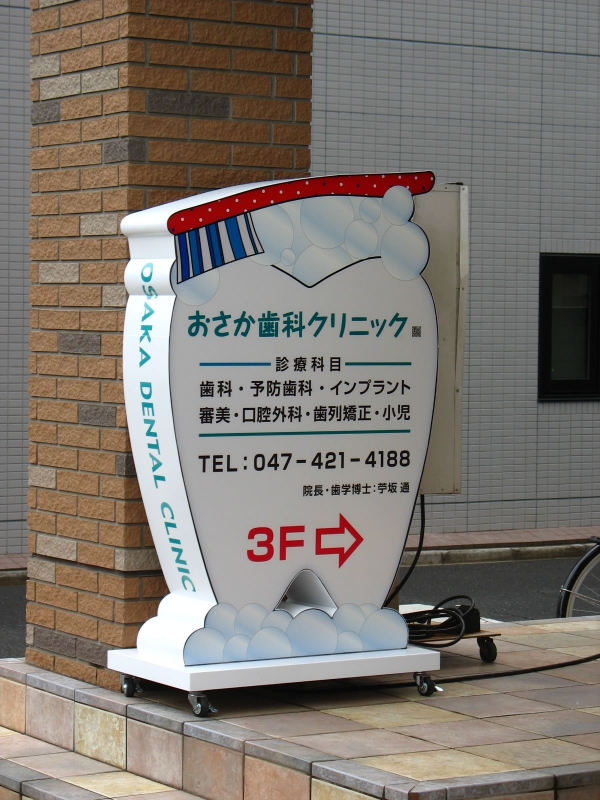 おさか歯科クリニック
診療科目
歯科・予防歯科・インプラント
審美・口腔外科・歯列矯正・小児
TEL:047-421-4188
院長・歯学博士:苧坂 通
3F
OSAKA DENTAL CLINIC